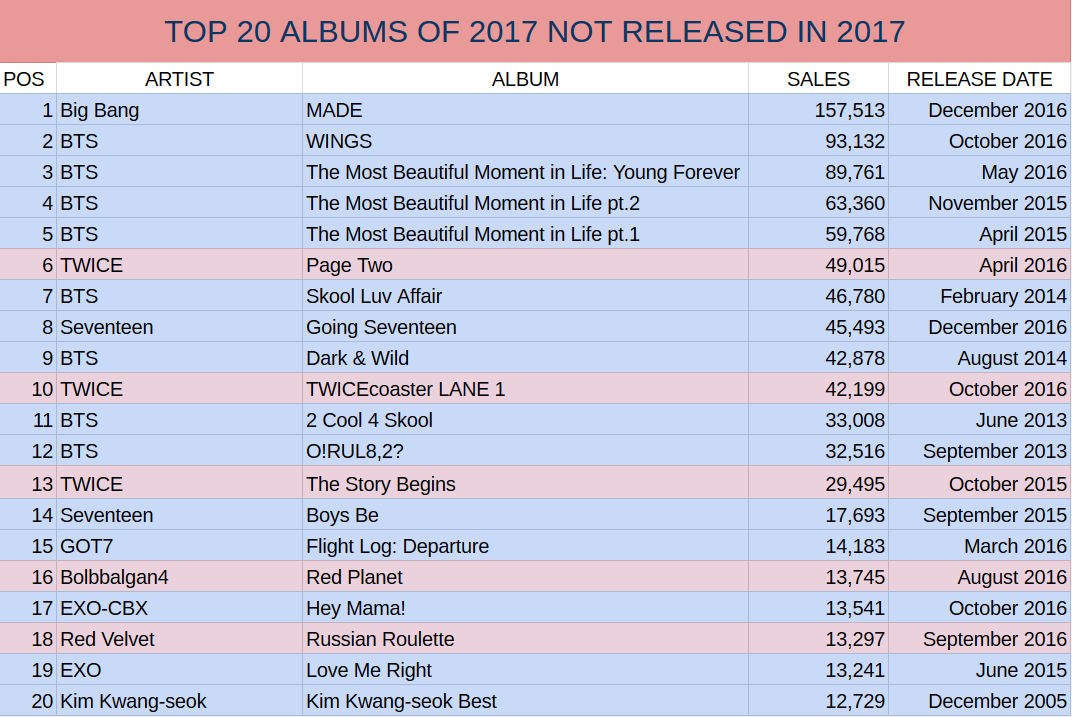 TOP 20 ALBUMS OF 2017 NOT RELEASED IN 2017
POS ARTIST ALBUM SALES RELEASE DATE
1 Big Bang MADE 157,513 December 2016
2 BTS WINGS 93,132 October 2016
3 BTS The Most Beautiful Moment in Life: Young Forever 89,761 May 2016
4 BTS The Most Beautiful Moment in Life pt.2 63,360 November 2015
5 BTS The Most Beautiful Moment in Life pt.1 59,768 April 2015
6 TWICE Page Two 49,015 April 2016
7 BTS Skool Luv Affair 46,780 February 2014
8 Seventeen Going Seventeen 45,493 December 2016
9 BTS Dark & Wild 42,878 August 2014
10 TWICE TWICEcoaster LANE 1 42,199 October 2016
11 BTS 2 Cool 4 Skool 33,008 June 2013
12 BTS O!RUL8,2? 32,516 September 2013
13 TWICE The Story Begins 29,495 October 2015
14 Seventeen Boys Be 17,693 September 2015
15 GOT7 Flight Log: Departure 14,183 March 2016
16 Bolbbalgan4 Red Planet 13,745 August 2016
17 EXO-CBX Hey Mama! 13,541 October 2016
18 Red Velvet Russian Roulette 13,297 September 2016
19 EXO Love Me Right 13,241 June 2015
20 Kim Kwang-seok Kim Kwang-seok Best 12,729 December 2005